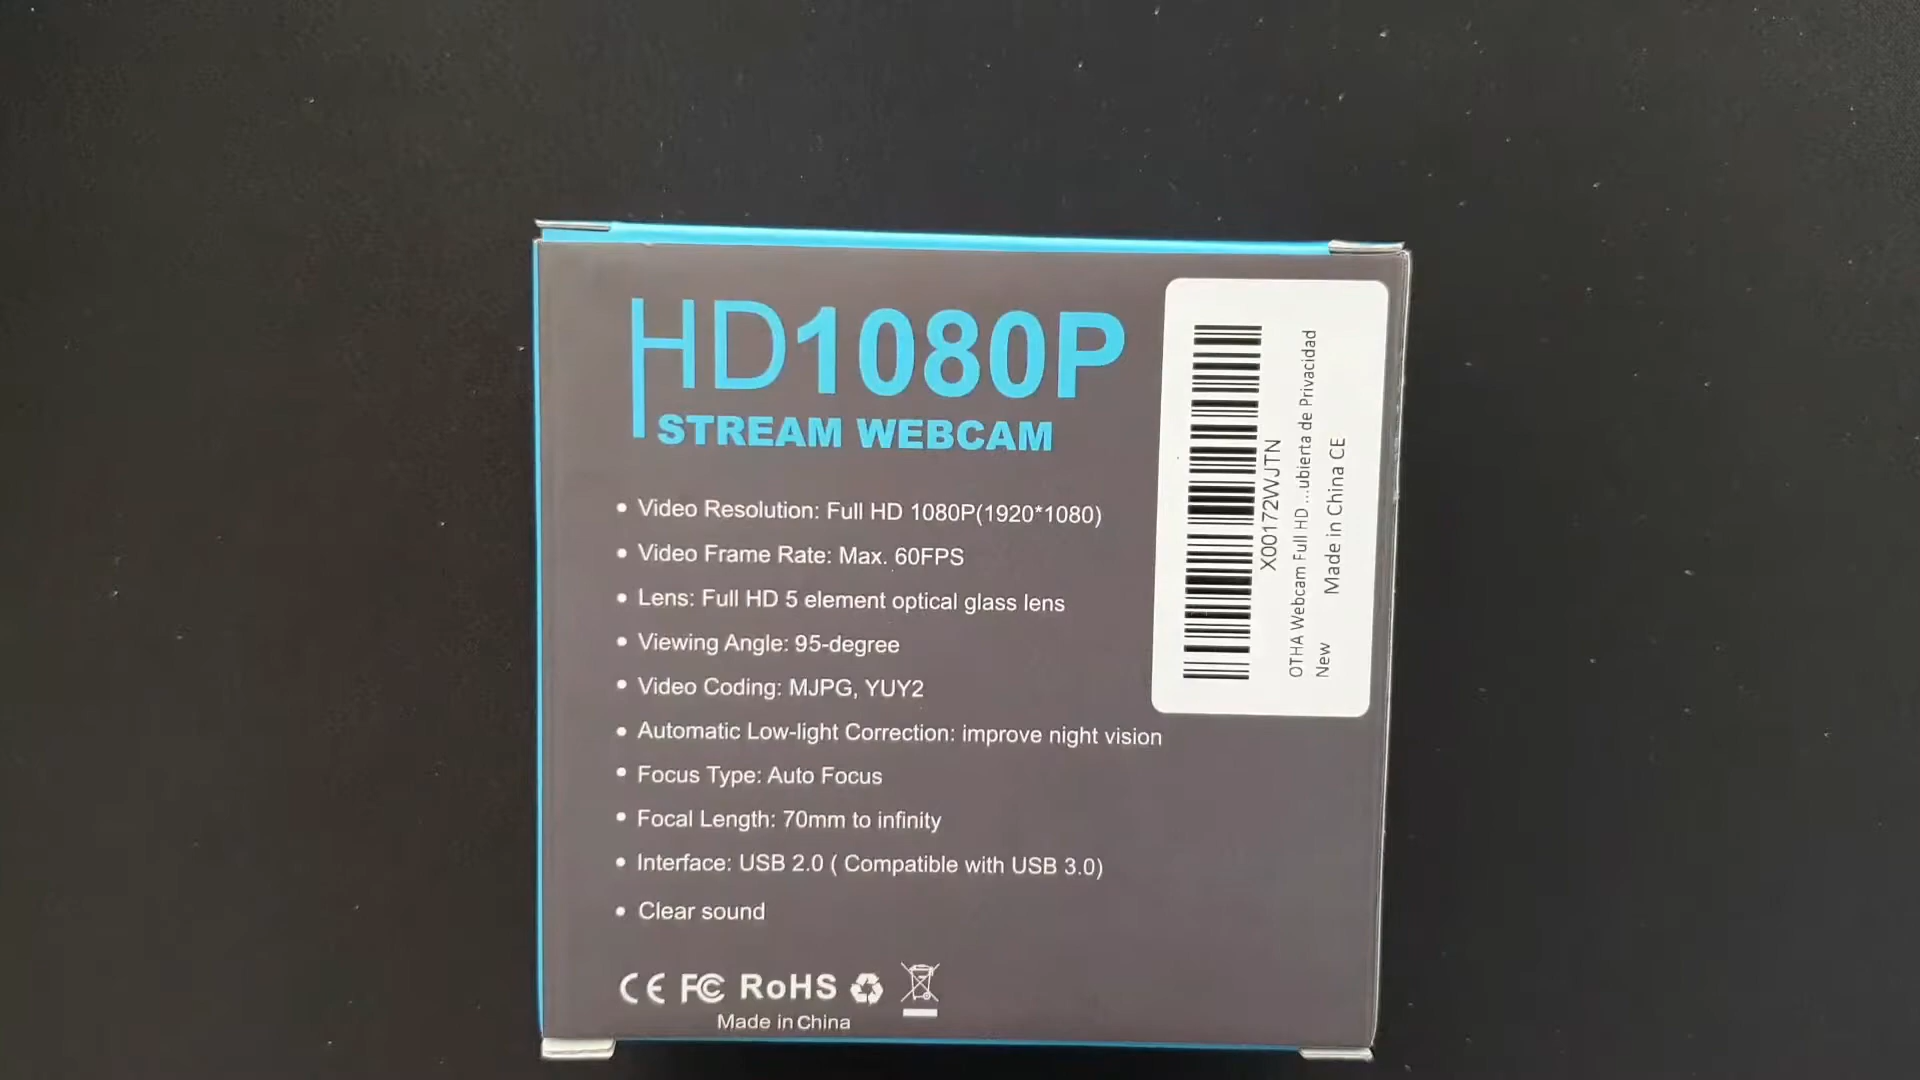 HD1080P
STREAM WEBCAM
• Video Resolution: Full HD 1080P(1920*1080)
• Video Frame Rate: Max. 60FPS
• Lens: Full HD 5 element optical glass lens
• Viewing Angle: 95-degree
• Video Coding: MJPG, YUY2
• Automatic Low-light Correction: improve night vision
• Focus Type: Auto Focus
• Focal Length: 70mm to infinity
• Interface: USB 2.0 ( Compatible with USB 3.0)
• Clear sound
CE FC RoHS
Made in China
X00172WJTN
OTHA Webcam Full HD ...ubierta de Privacidad
New Made in China CE